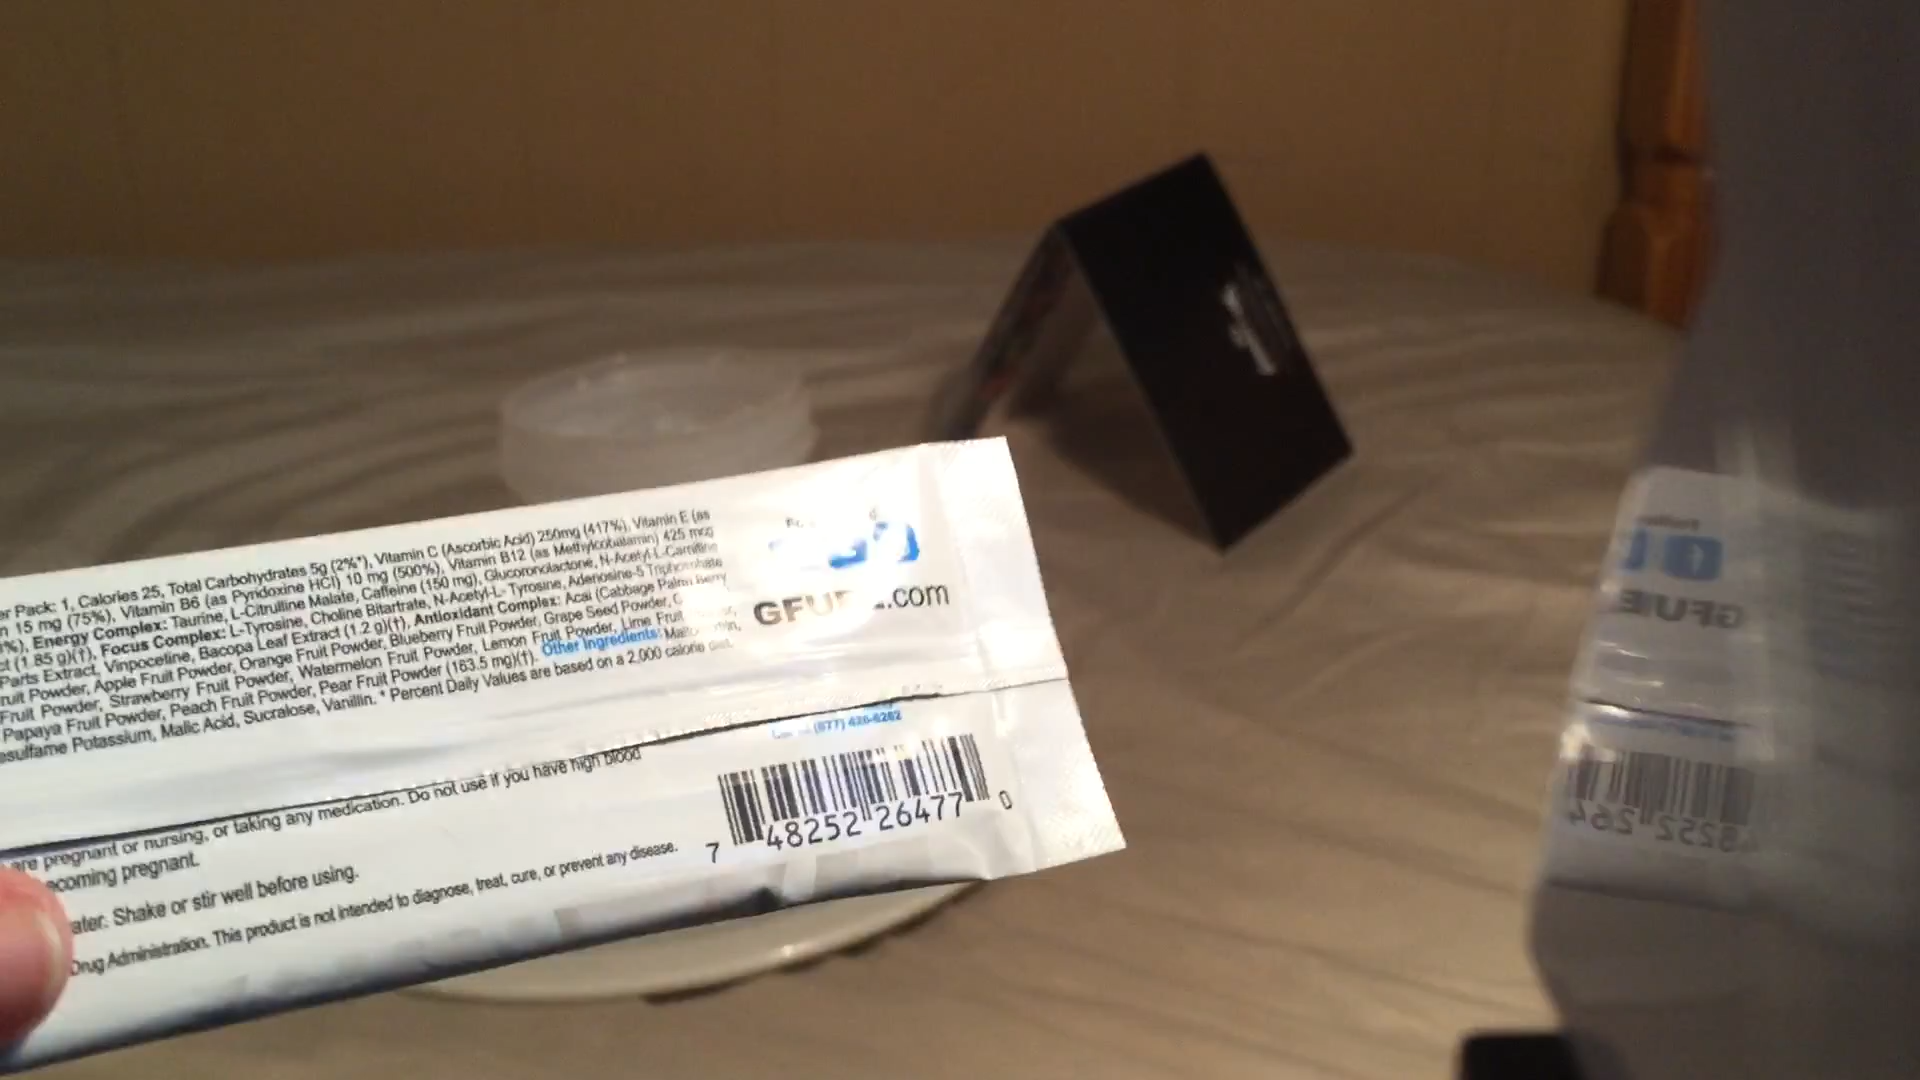 er Pack: 1, Calories 25, Total Carbohydrates 5g (2%*), Vitamin C (Ascorbic Acid) 250mg (417%), Vitamin E (as
n 15 mg (75%), Vitamin B6 (as Pyridoxine HCl) 10 mg (500%), Vitamin B12 (as Methylcobalamin) 425 mcg
%), Energy Complex: Taurine, L-Citrulline Malate, Caffeine (150 mg), Glucoronolactone, N-Acetyl-L-Carnitine
ct (1.85 g)(†), Focus Complex: L-Tyrosine, Choline Bitartrate, N-Acetyl-L-Tyrosine, Adenosine-5 Triphosphate
Parts Extract, Vinpocetine, Bacopa Leaf Extract (1.2 g)(†), Antioxidant Complex: Acai (Cabbage Palm Berry
ruit Powder, Apple Fruit Powder, Orange Fruit Powder, Blueberry Fruit Powder, Grape Seed Powder,
Fruit Powder, Strawberry Fruit Powder, Watermelon Fruit Powder, Lemon Fruit Powder, Lime Fruit
Papaya Fruit Powder, Peach Fruit Powder, Pear Fruit Powder (163.5 mg)(†). Other Ingredients:
esulfame Potassium, Malic Acid, Sucralose, Vanillin. * Percent Daily Values are based on a 2,000 calorie diet.
GFU .com
(877) 426-6262
are pregnant or nursing, or taking any medication. Do not use if you have high blood
ecoming pregnant.
ater. Shake or stir well before using.
Drug Administration. This product is not intended to diagnose, treat, cure, or prevent any disease.
7 48252 26477 0